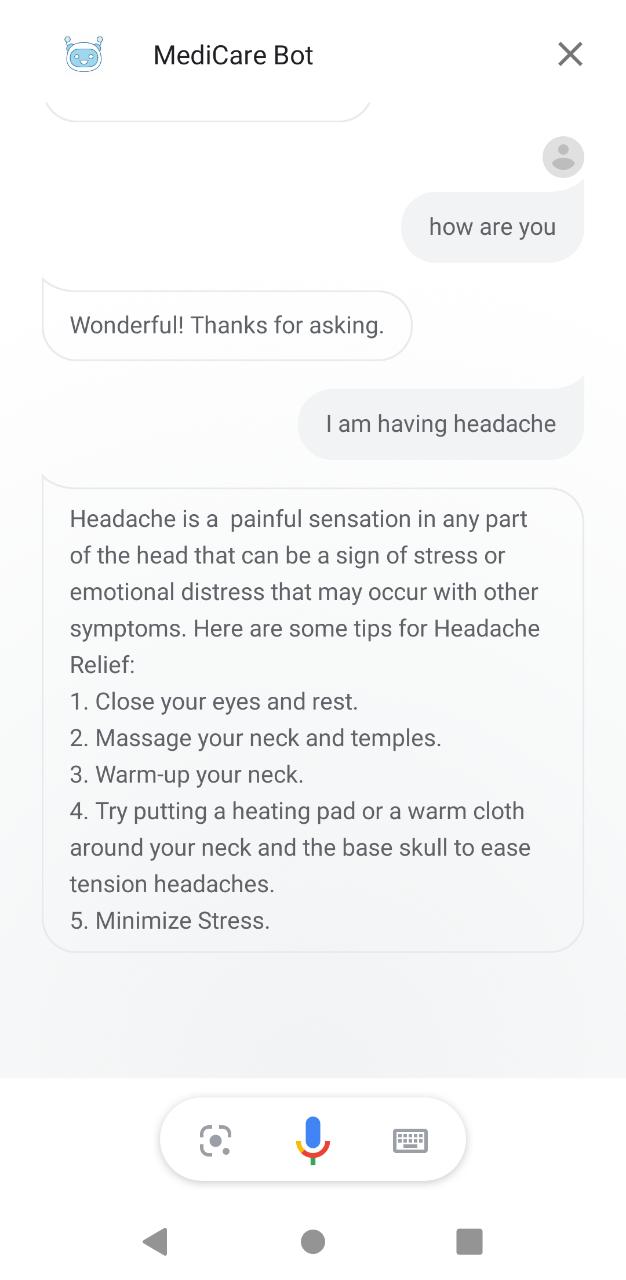 MediCare Bot
how are you
Wonderful! Thanks for asking.
I am having headache
Headache is a  painful sensation in any part
of the head that can be a sign of stress or
emotional distress that may occur with other
symptoms. Here are some tips for Headache
Relief:
1. Close your eyes and rest.
2. Massage your neck and temples.
3. Warm-up your neck.
4. Try putting a heating pad or a warm cloth
around your neck and the base skull to ease
tension headaches.
5. Minimize Stress.